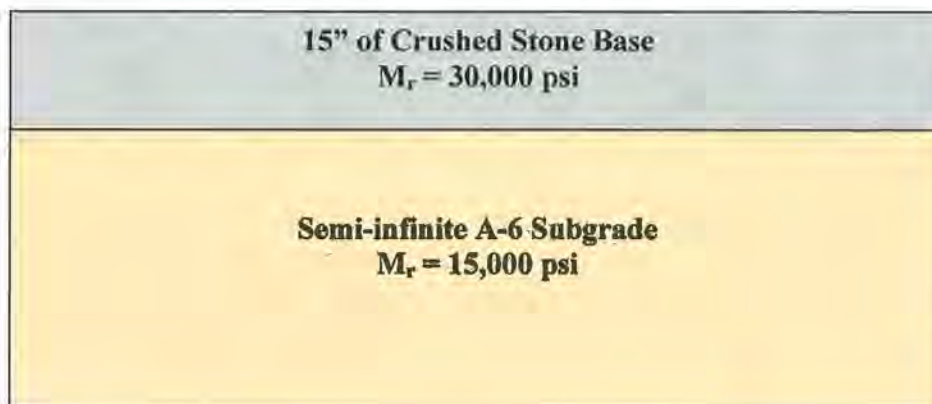 15” of Crushed Stone Base
Mr = 30,000 psi
Semi-infinite A-6 Subgrade
Mr = 15,000 psi